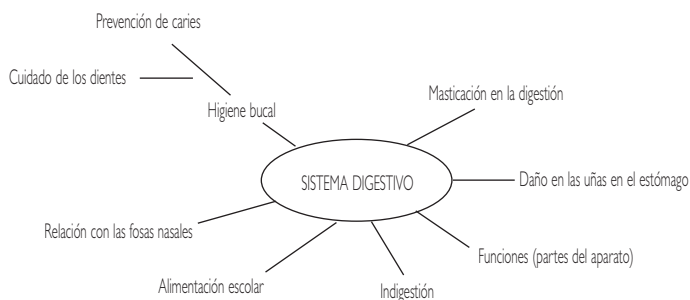 Prevención de caries
Cuidado de los dientes
Higiene bucal
Masticación en la digestión
SISTEMA DIGESTIVO
Daño en las uñas en el estómago
Relación con las fosas nasales
Funciones (partes del aparato)
Alimentación escolar
Indigestión